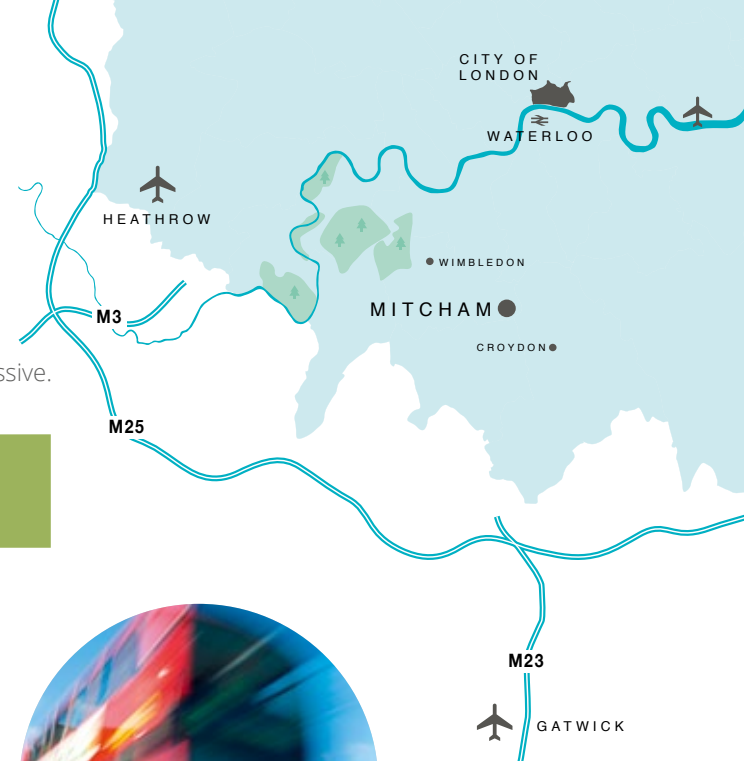 CITY OF
LONDON
WATERLOO
HEATHROW
WIMBLEDON
MITCHAM
M3
CROYDON
ssive.
M25
M23
GATWICK